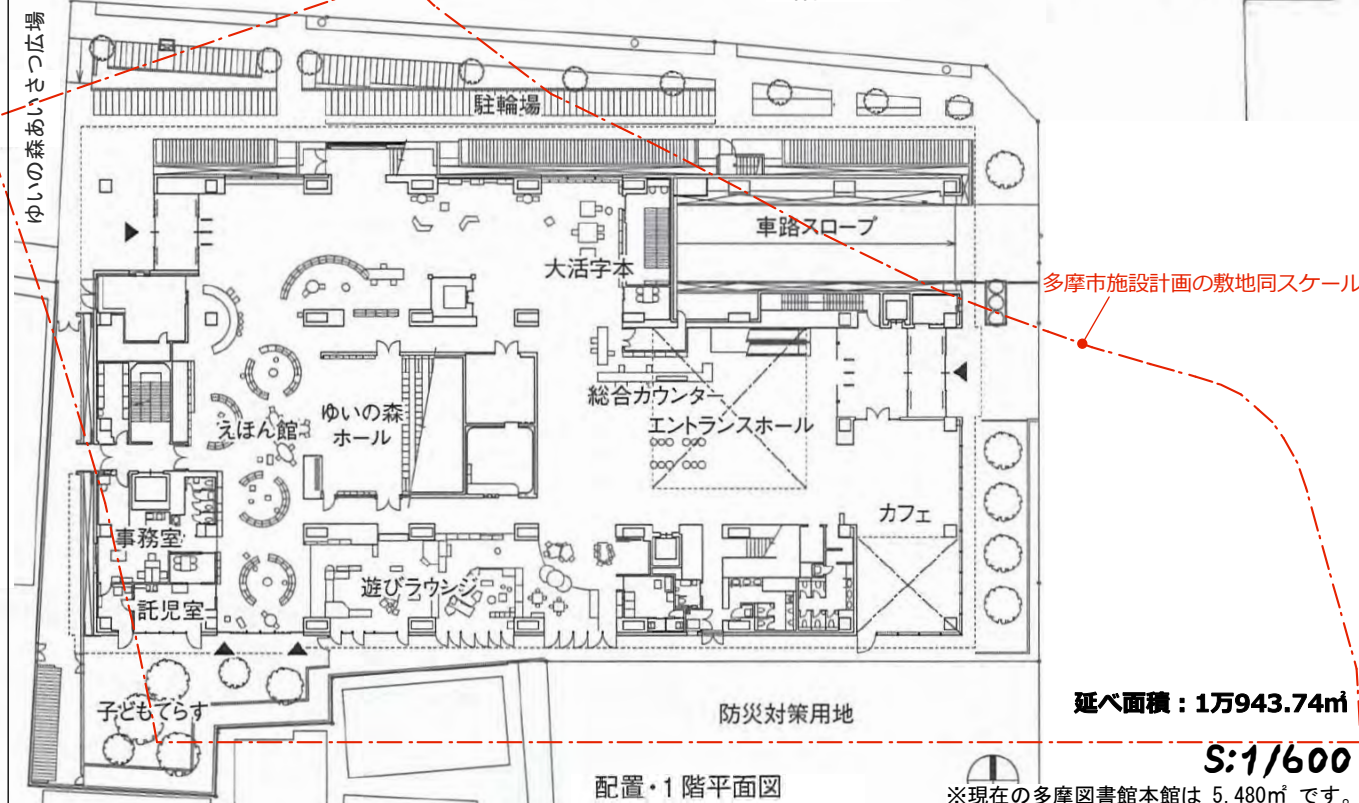 ゆいの森あいさつ広場
駐輪場
車路スロープ
大活字本
多摩市施設計画の敷地同スケール
総合カウンター
エントランスホール
ゆいの森
ホール
えほん館
カフェ
事務室
遊びラウンジ
託児室
子どもてらす
防災対策用地
延べ面積：1万943.74㎡
S:1/600
配置・1階平面図
※現在の多摩図書館本館は 5,480㎡ です。